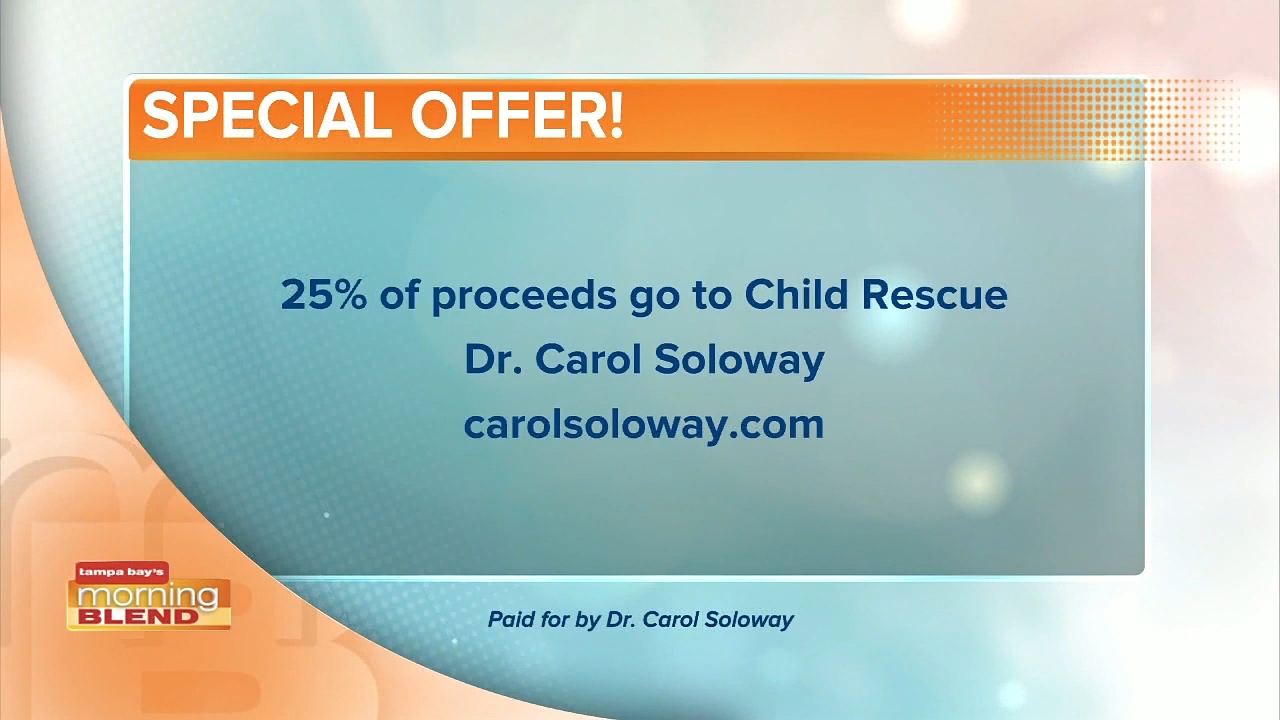 SPECIAL OFFER!
25% of proceeds go to Child Rescue
Dr. Carol Soloway
carolsoloway.com
tampa bay's
morning
BLEND
Paid for by Dr. Carol Soloway